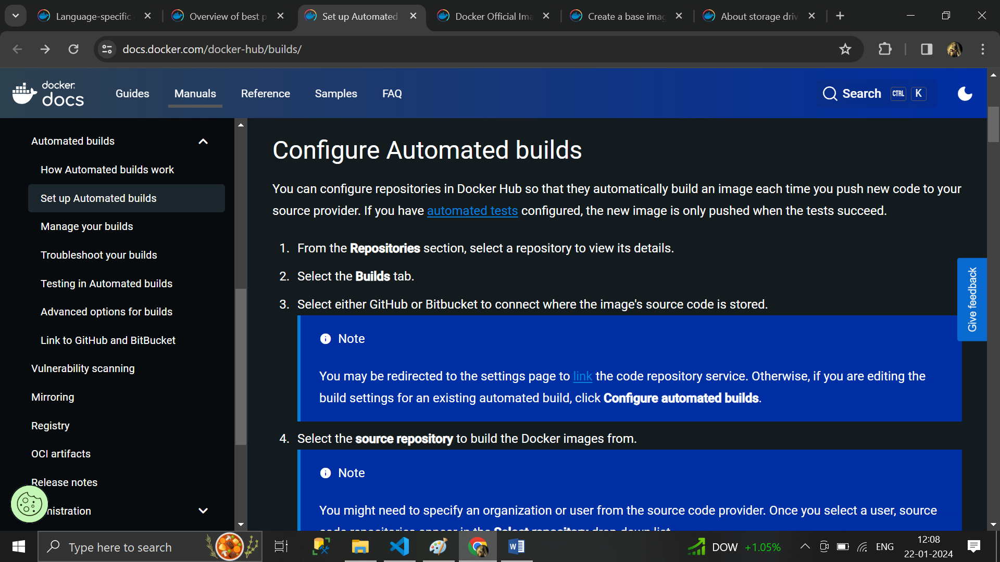 Language-specific
Overview of best p
Set up Automated
Docker Official Ima
Create a base imag
About storage driv
docs.docker.com/docker-hub/builds/
docker
docs
Guides
Manuals
Reference
Samples
FAQ
Search
CTRL
K
Automated builds
How Automated builds work
Set up Automated builds
Manage your builds
Troubleshoot your builds
Testing in Automated builds
Advanced options for builds
Link to GitHub and BitBucket
Vulnerability scanning
Mirroring
Registry
OCI artifacts
Release notes
nistration
Configure Automated builds
You can configure repositories in Docker Hub so that they automatically build an image each time you push new code to your
source provider. If you have automated tests configured, the new image is only pushed when the tests succeed.
1. From the Repositories section, select a repository to view its details.
2. Select the Builds tab.
3. Select either GitHub or Bitbucket to connect where the image's source code is stored.
Note
You may be redirected to the settings page to link the code repository service. Otherwise, if you are editing the
build settings for an existing automated build, click Configure automated builds.
4. Select the source repository to build the Docker images from.
Note
You might need to specify an organization or user from the source code provider. Once you select a user, source
code repositories appear in the Select repository drop-down list.
Give feedback
Type here to search
DOW +1.05%
ENG
12:08
22-01-2024